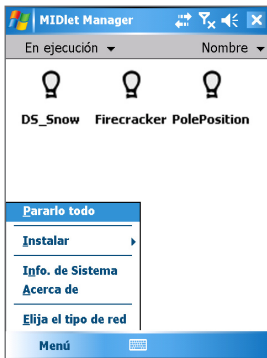 MIDlet Manager
En ejecución Nombre
DS_Snow Firecracker PolePosition
Pararlo todo
Instalar
Info. de Sistema
Acerca de
Elija el tipo de red
Menú